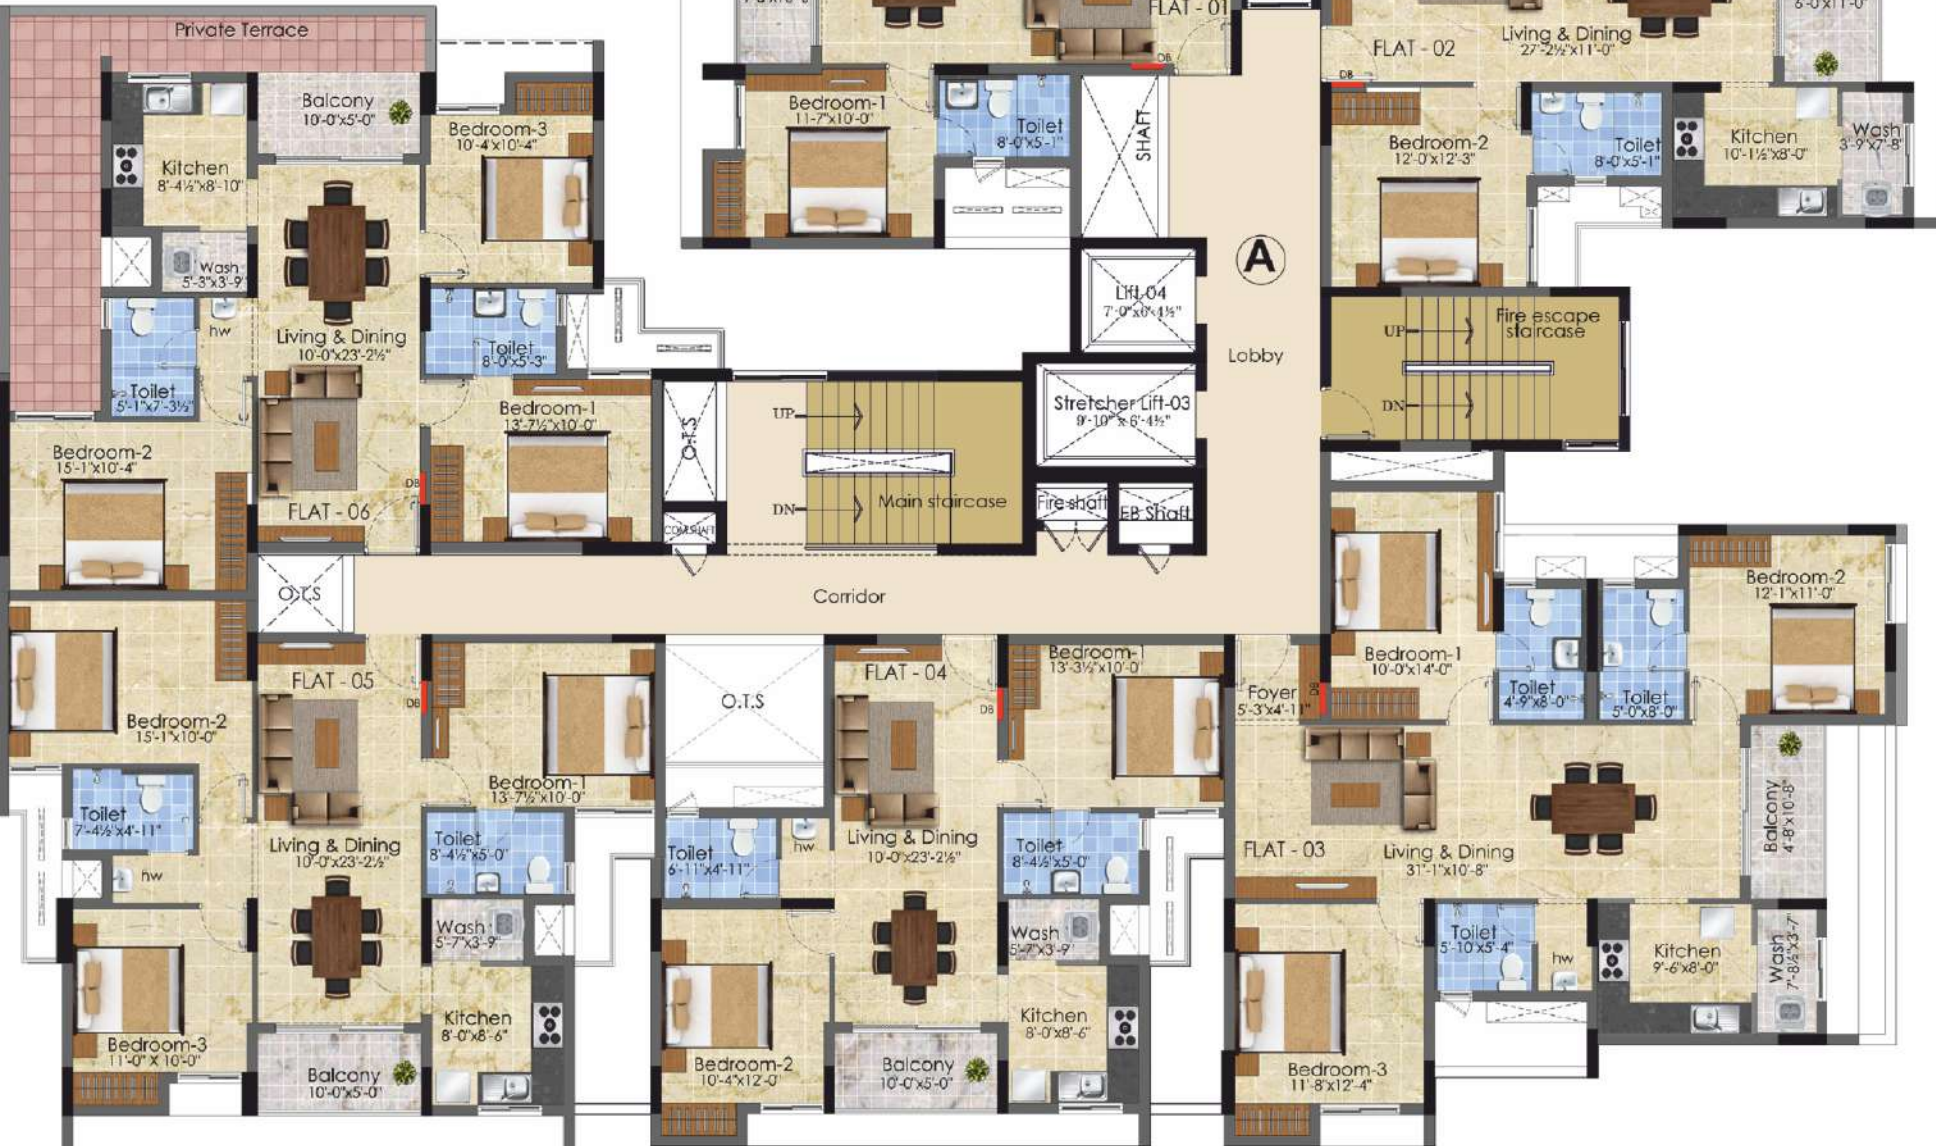 FLAT - 01
DB
Private Terrace
Balcony
10'-0"x5'-0"
Bedroom-3
10'-4"x10'-4"
Kitchen
8'-4½"x8'-10"
Wash
5'-3"x3'-9"
hw
Toilet
5'-1"x7'-3½"
Living & Dining
10'-0"x23'-2½"
Toilet
8'-0"x5'-3"
Bedroom-1
13'-7½"x10'-0"
Bedroom-2
15'-1"x10'-4"
DB
FLAT - 06
Bedroom-1
11'-7"x10'-0"
Toilet
8'-0"x5'-1"
SHAFT
FLAT - 02
Living & Dining
27'-2½"x11'-0"
6'-0"x11'-0"
DB
Bedroom-2
12'-0"x12'-3"
Toilet
8'-0"x5'-1"
Kitchen
10'-1½"x8'-0"
Wash
3'-9"x7'-8"
A
Lift-04
7'-0"x6'-4½"
Lobby
Fire escape
staircase
UP
DN
Stretcher Lift-03
9'-10" x 6'-4½"
O.T.S
UP
DN
Main staircase
Fire shaft
EB Shaft
O.T.S
Corridor
Bedroom-2
15'-1"x10'-0"
FLAT - 05
DB
Bedroom-1
13'-7½"x10'-0"
Toilet
7'-4½"x4'-11"
hw
Living & Dining
10'-0"x23'-2½"
Toilet
8'-4½"x5'-0"
Wash
5'-7"x3'-9"
Kitchen
8'-0"x8'-6"
Bedroom-3
11'-0" X 10'-0"
Balcony
10'-0"x5'-0"
O.T.S
FLAT - 04
DB
Bedroom-1
13'-3½"x10'-0
Toilet
6'-11"x4'-11"
hw
Living & Dining
10'-0"x23'-2½"
Toilet
8'-4½"x5'-0"
Wash
5'-7"x3'-9"
Kitchen
8'-0"x8'-6"
Bedroom-2
10'-4"x12'-0"
Balcony
10'-0"x5'-0"
Foyer
5'-3"x4'-11"
DB
Bedroom-1
10'-0"x14'-0"
Toilet
4'-9"x8'-0"
Toilet
5'-0"x8'-0"
Bedroom-2
12'-1"x11'-0"
FLAT - 03
Living & Dining
31'-1"x10'-8"
Balcony
4'-8"x10'-8"
Toilet
5'-10"x5'-4"
hw
Kitchen
9'-6"x8'-0"
Wash
7'-8½"x3'-7"
Bedroom-3
11'-8"x12'-4"